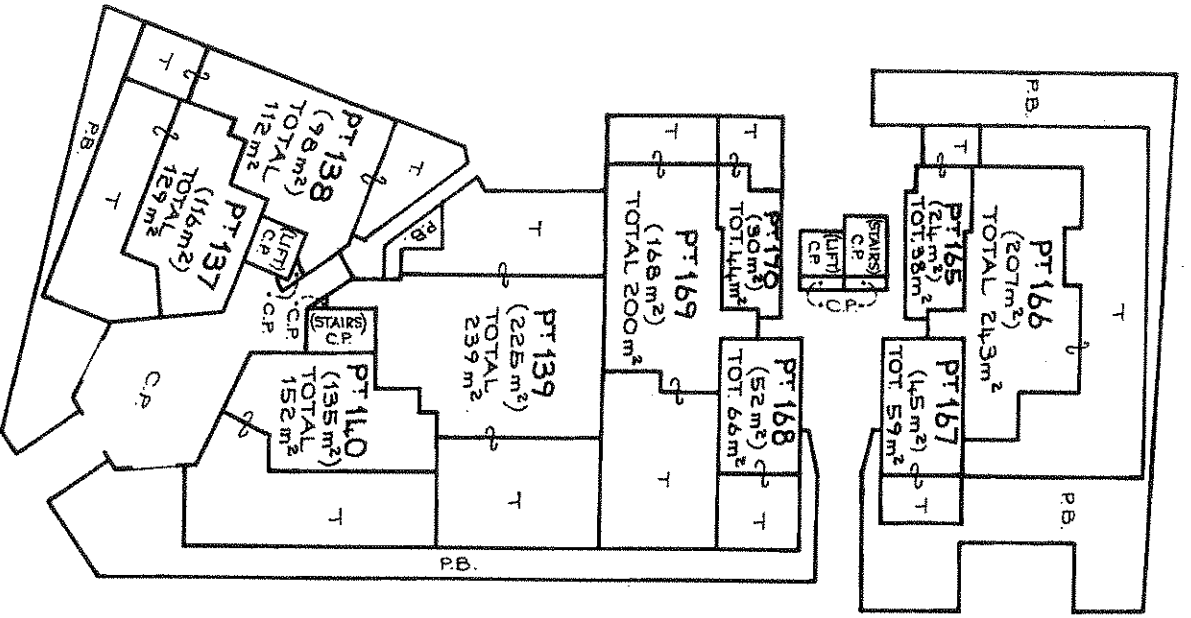 P.B.
T
PT 138
(98m²)
TOTAL
112m²
T
P.B.
T
PT 137
(116m²)
TOTAL
129m²
(LIFT)
C.P.
C.P.
C.P.
(STAIRS)
C.P.
P.B.
T
PT 139
(225m²)
TOTAL
239m²
T
PT 140
(135m²)
TOTAL
152m²
T
C.P.
P.B.
T
PT 169
(168m²)
TOTAL 200m²
T
T
PT 170
(30m²)
TOT. 44m²
PT 168
(52m²)
TOT. 66m²
T
(STAIRS)
C.P.
(LIFT)
C.P.
C.P.
P.B.
T
PT 165
(24m²)
TOT. 38m²
PT 166
(207m²)
TOTAL 243m²
T
PT 167
(45m²)
TOT. 59m²
T
P.B.